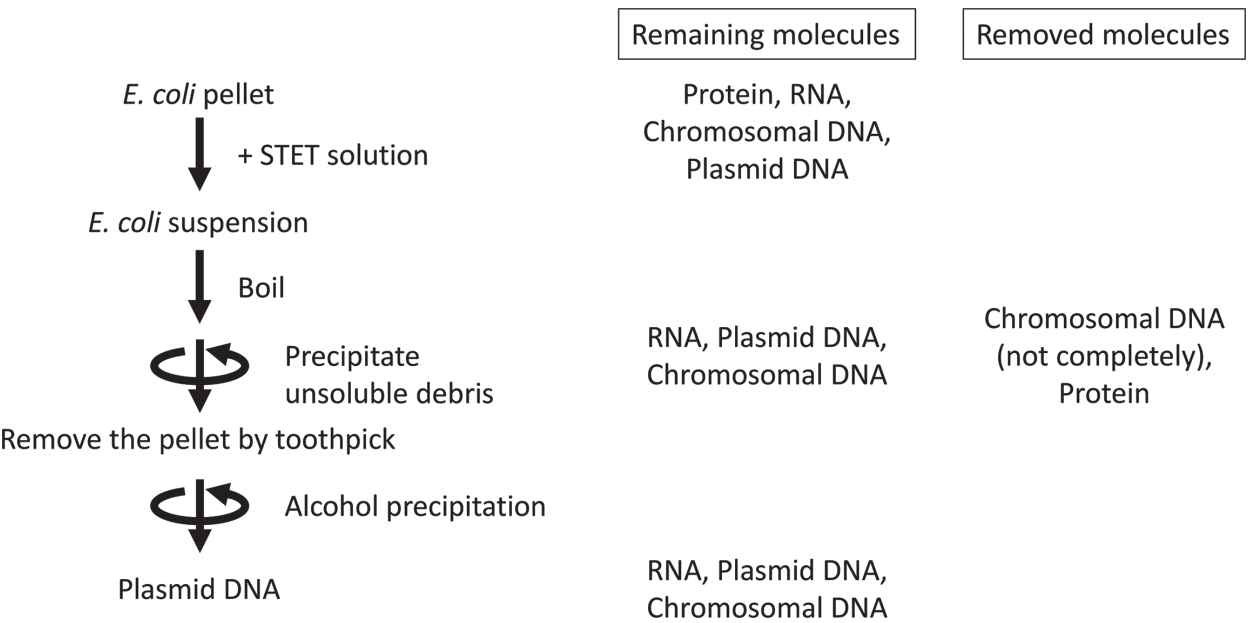 Remaining molecules
Removed molecules
E. coli pellet
Protein, RNA,
Chromosomal DNA,
Plasmid DNA
+ STET solution
E. coli suspension
Boil
Precipitate
unsoluble debris
RNA, Plasmid DNA,
Chromosomal DNA
Chromosomal DNA
(not completely),
Protein
Remove the pellet by toothpick
Alcohol precipitation
Plasmid DNA
RNA, Plasmid DNA,
Chromosomal DNA